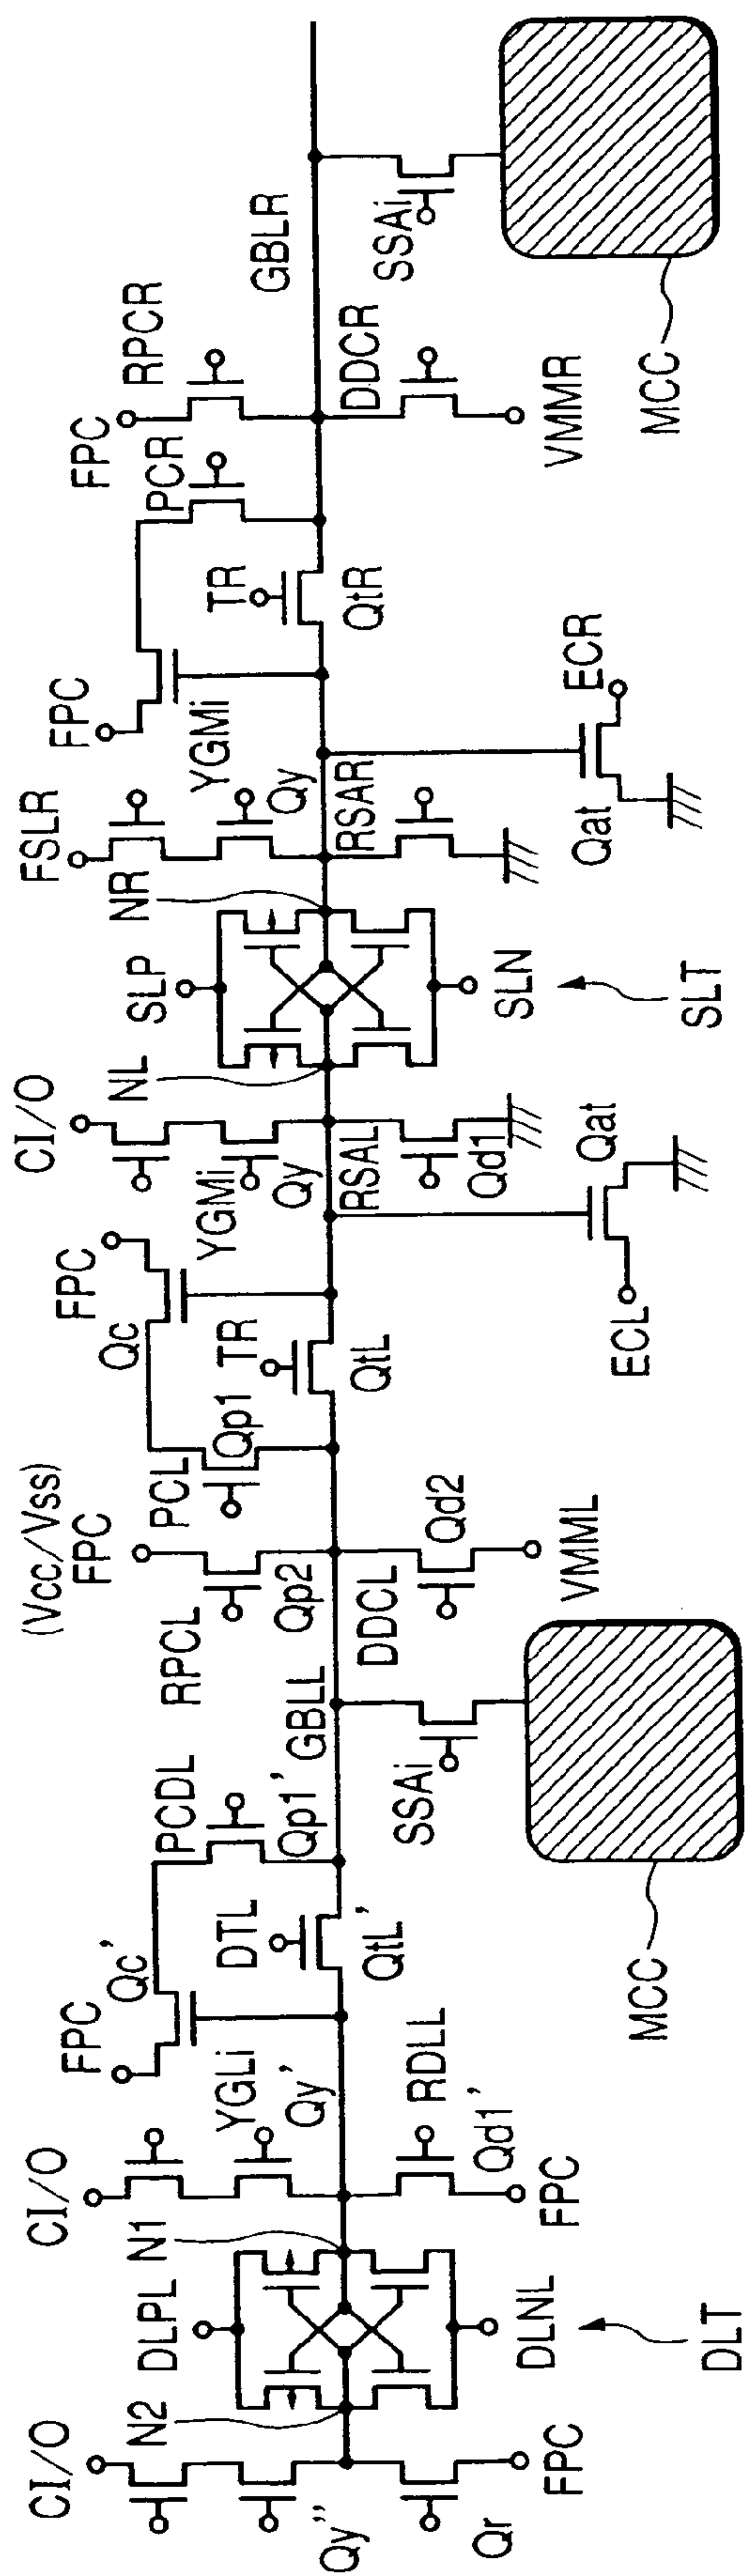 CI/O
Qy''
Qr
FPC
N2
DLPL
DLNL
DLT
N1
CI/O
YGLi
Qy'
RDLL
Qd1'
FPC
FPC
Qc'
DTL
QtL'
PCDL
Qp1'
GBLL
SSAi
MCC
RPCL
(Vcc/Vss)
FPC
Qp2
DDCL
Qd2
VMML
PCL
Qp1
Qc
FPC
TR
QtL
ECL
Qat
CI/O
YGMi
Qy
RSAL
Qd1
NL
SLP
SLN
SLT
NR
FSLR
Qy
RSAR
YGMi
FPC
Qat
ECR
TR
QtR
PCR
FPC
RPCR
DDCR
VMMR
GBLR
SSAi
MCC